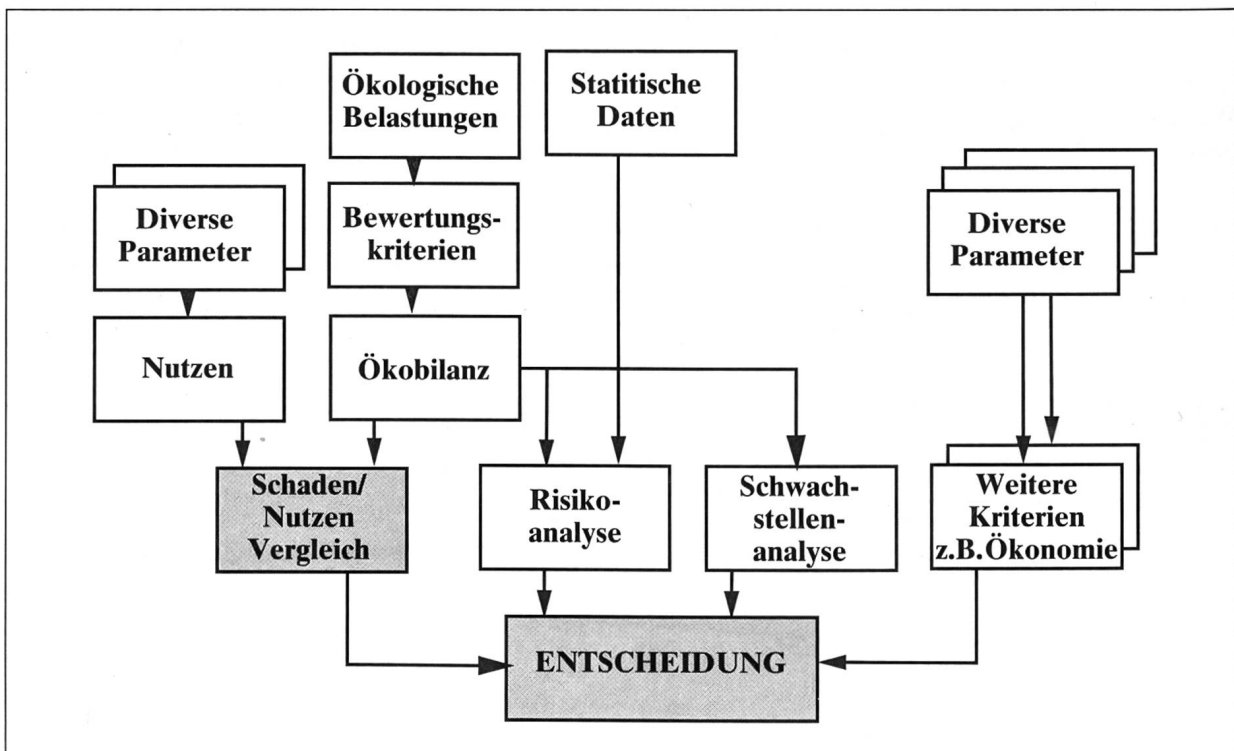 Ökologische
Belastungen
Statitische
Daten
Diverse
Parameter
Bewertungs-
kriterien
Diverse
Parameter
Nutzen
Ökobilanz
Schaden/
Nutzen
Vergleich
Risiko-
analyse
Schwach-
stellen-
analyse
Weitere
Kriterien
z.B.Ökonomie
ENTSCHEIDUNG